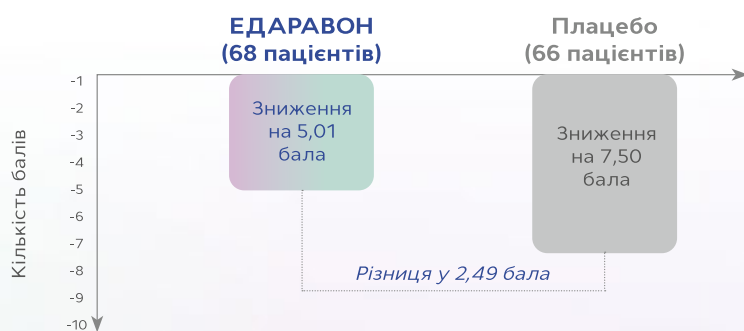 ЕДАРАВОН
(68 пацієнтів)
Плацебо
(66 пацієнтів)
Кількість балів
-1
-2
-3
-4
-5
-6
-7
-8
-9
-10
Зниження
на 5,01
бала
Зниження
на 7,50
бала
Різниця у 2,49 бала